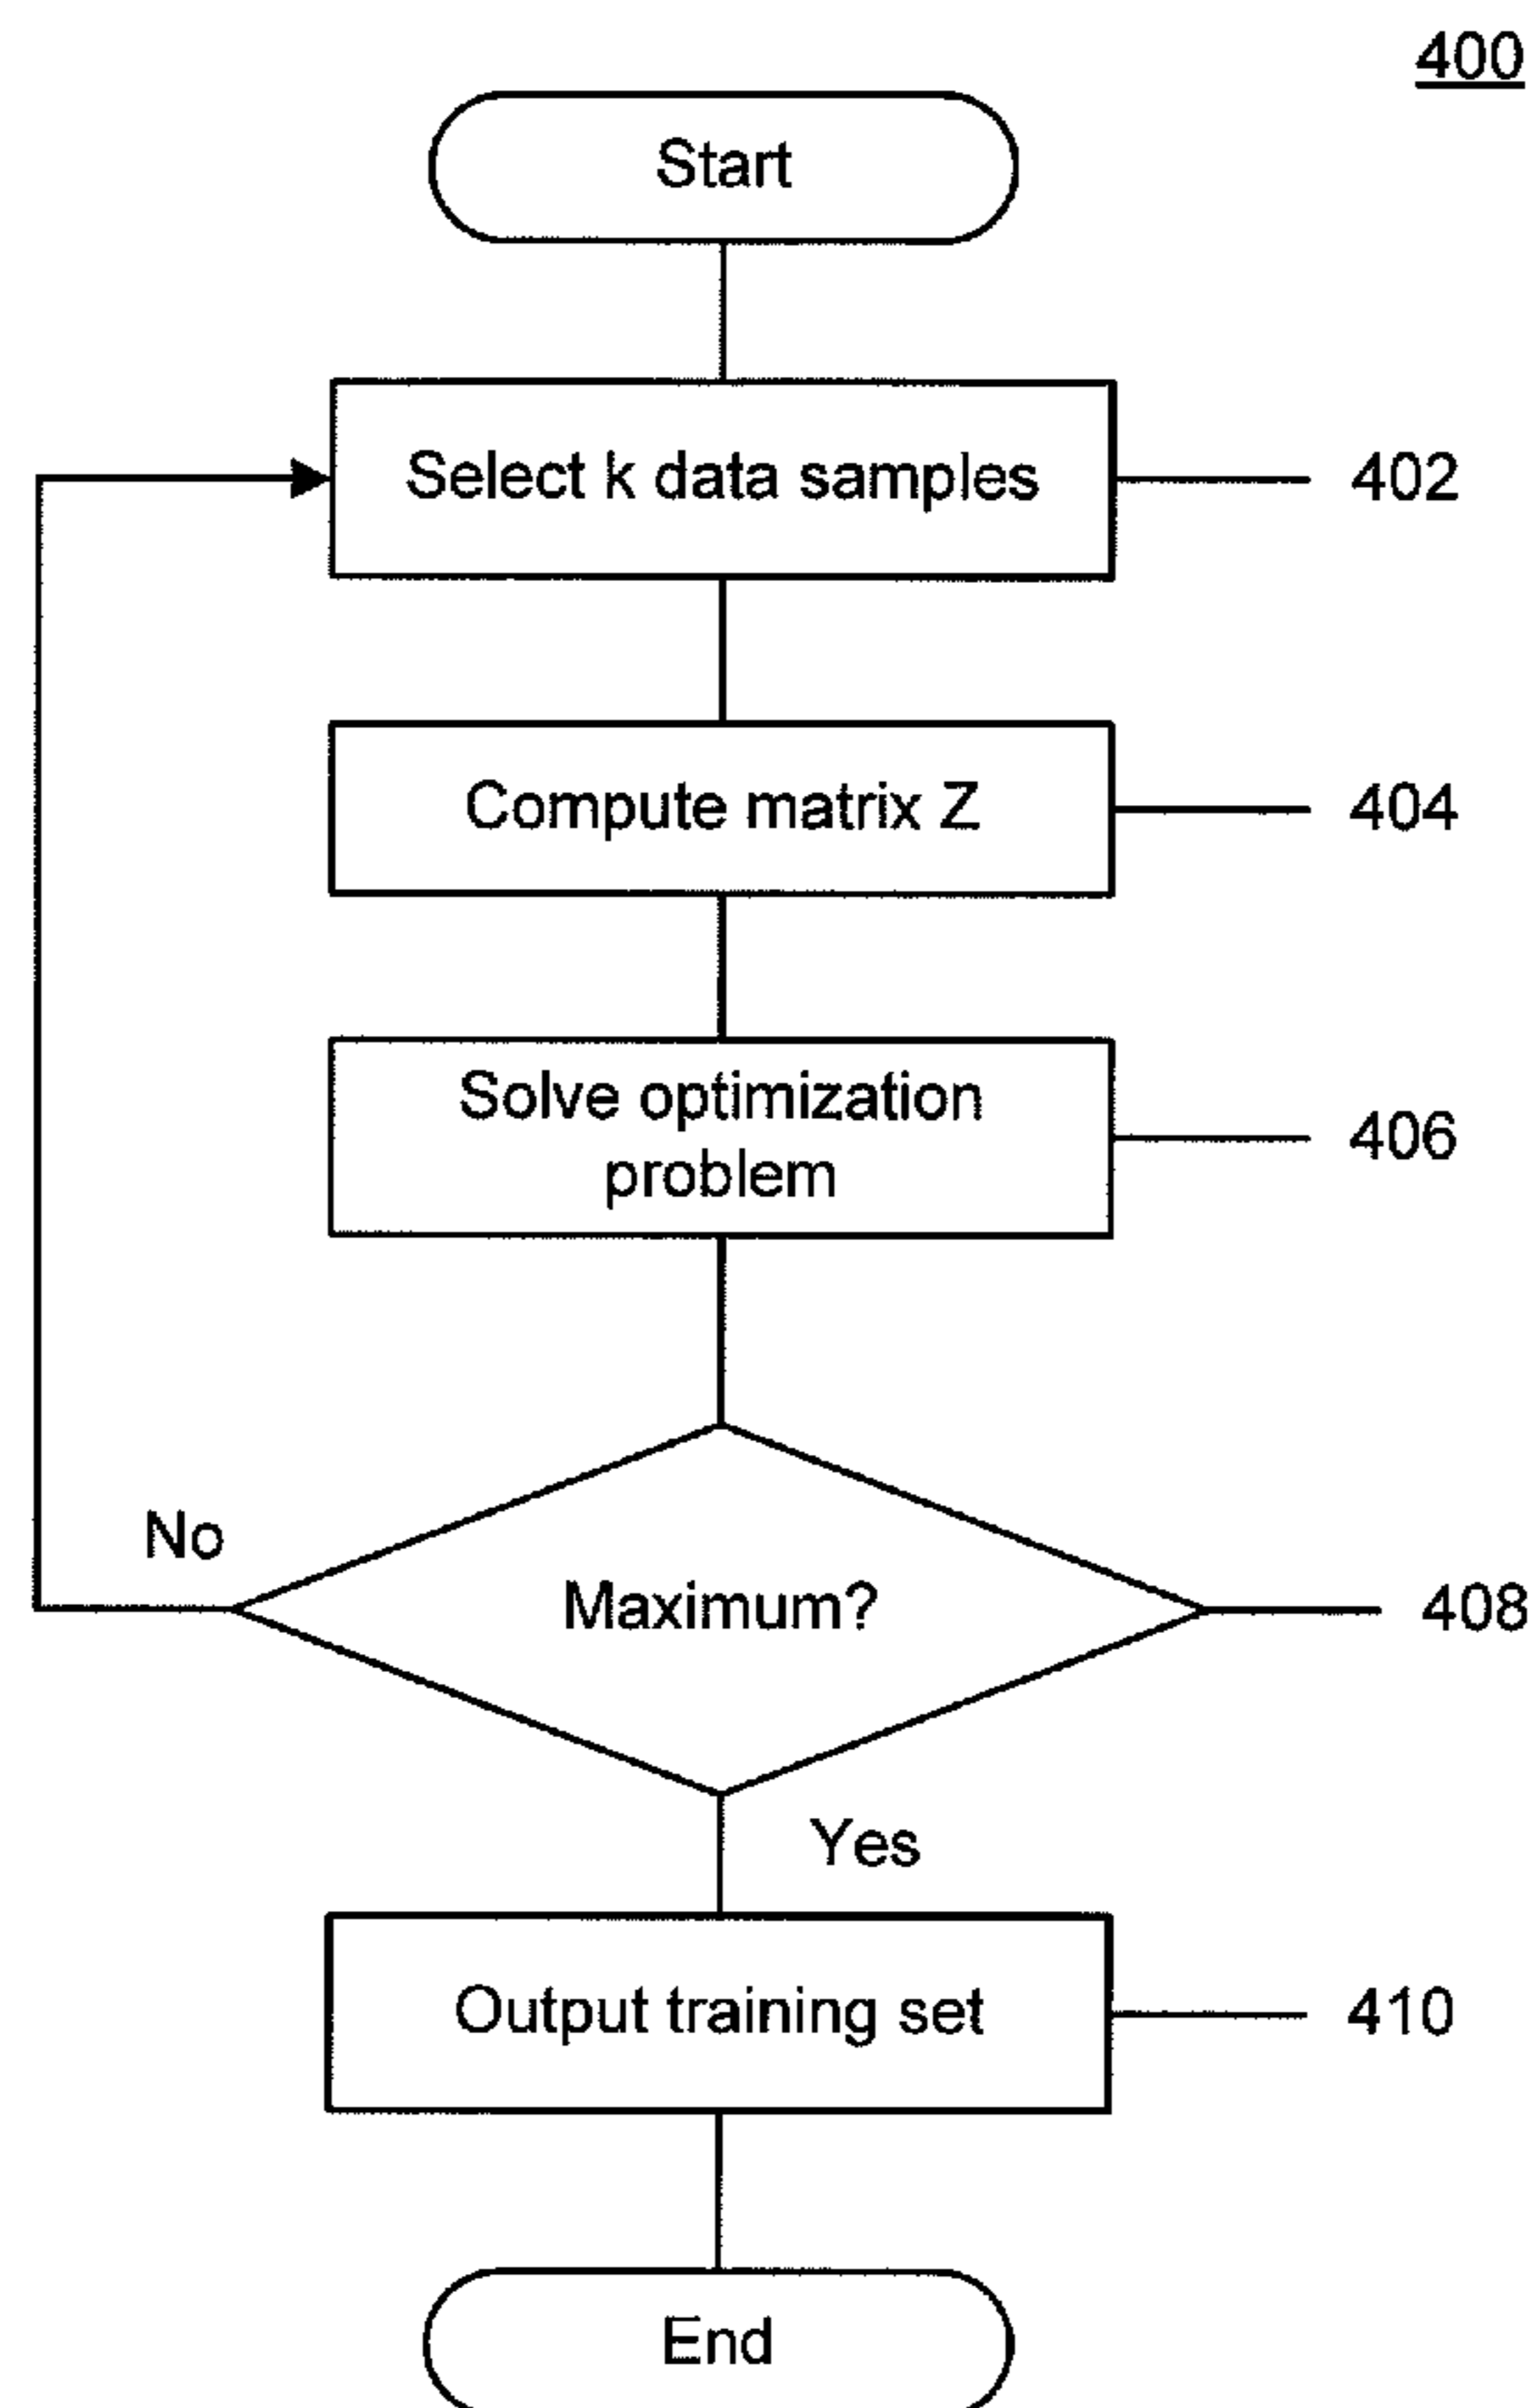 400
Start
Select k data samples
402
Compute matrix Z
404
Solve optimization
problem
406
No
Maximum?
408
Yes
Output training set
410
End